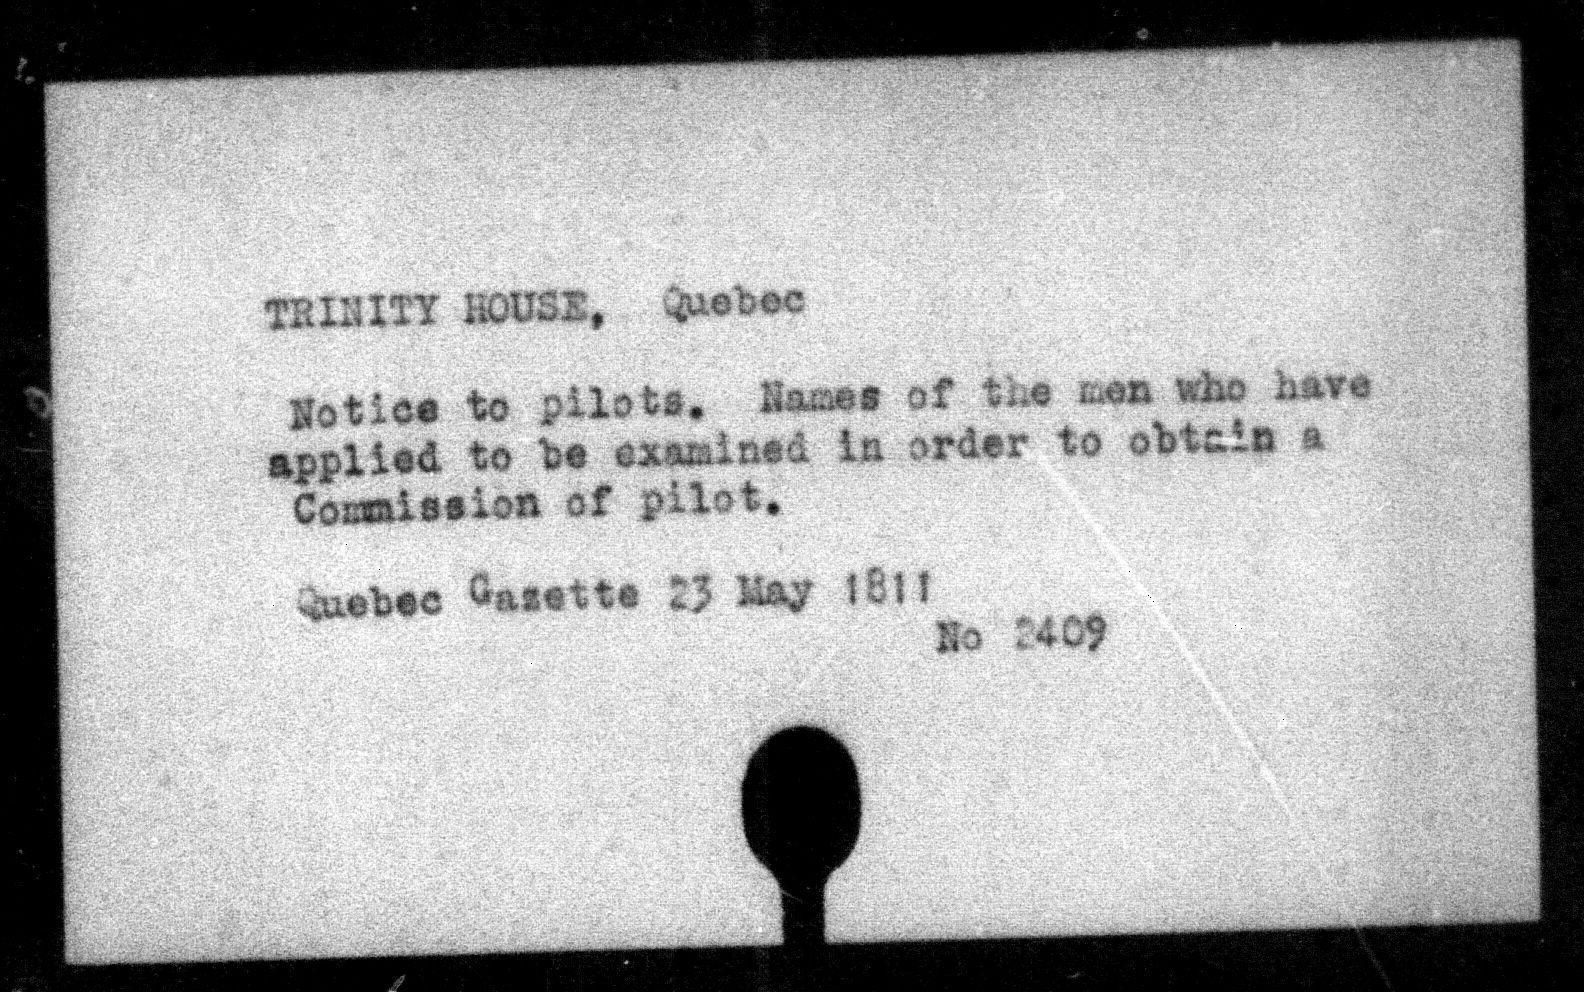 TRINITY HOUSE, Quebec
Notice to pilots. Names of the men who have
applied to be examined in order to obtain a
Commission of pilot.
Quebec Gazette 23 May 1811
No 2409